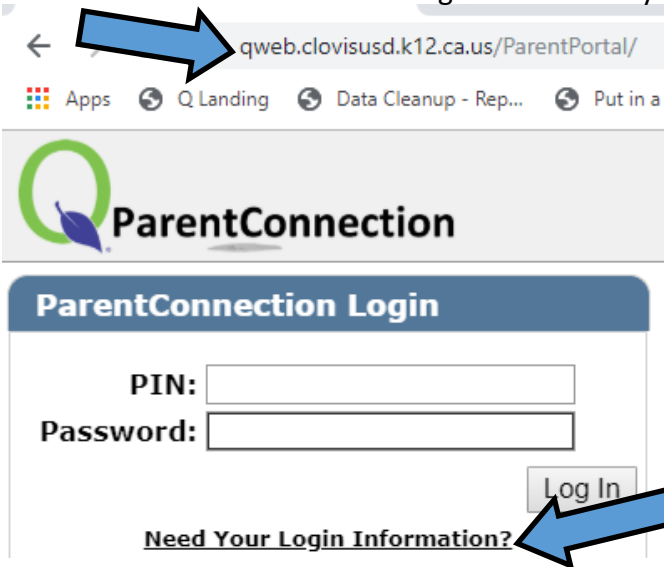 qweb.clovisusd.k12.ca.us/ParentPortal/
Apps Q Landing Data Cleanup - Rep... Put in a
Q ParentConnection
ParentConnection Login
PIN:
Password:
Log In
Need Your Login Information?